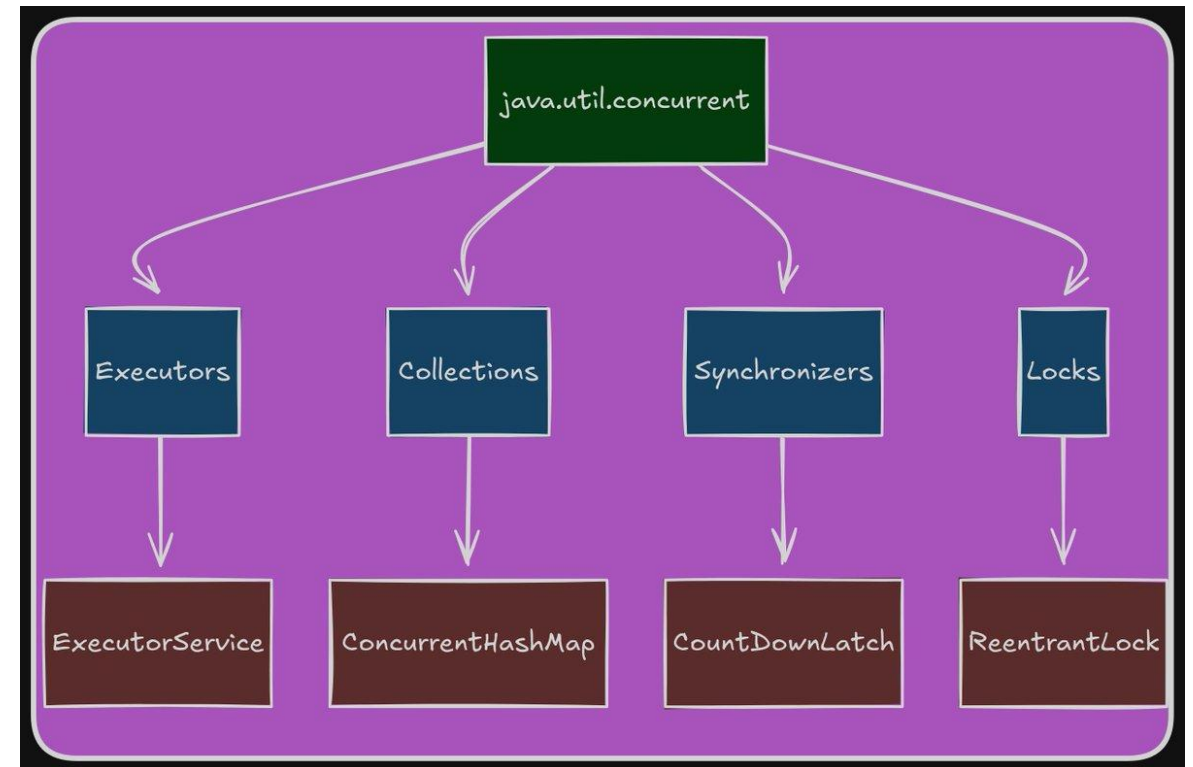 java.util.concurrent
Executors
Collections
Synchronizers
Locks
ExecutorService
ConcurrentHashMap
CountDownLatch
ReentrantLock